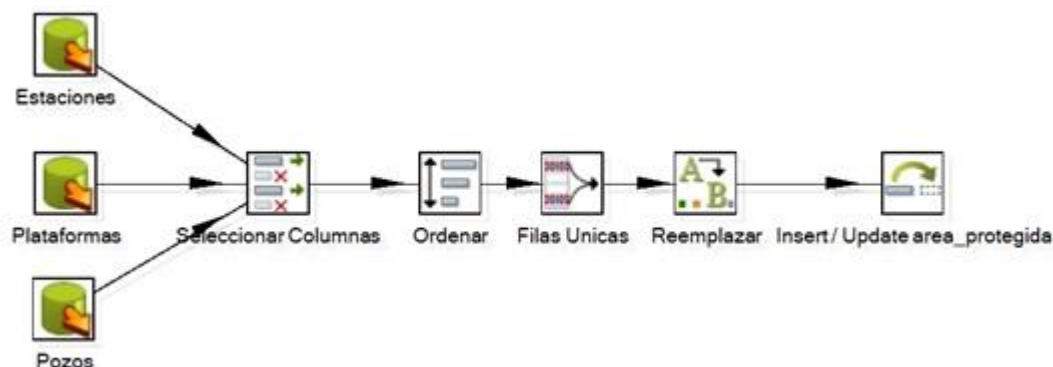 Estaciones
Plataformas
Seleccionar Columnas
Ordenar
Filas Unicas
Reemplazar
Insert / Update area_protegida
Pozos